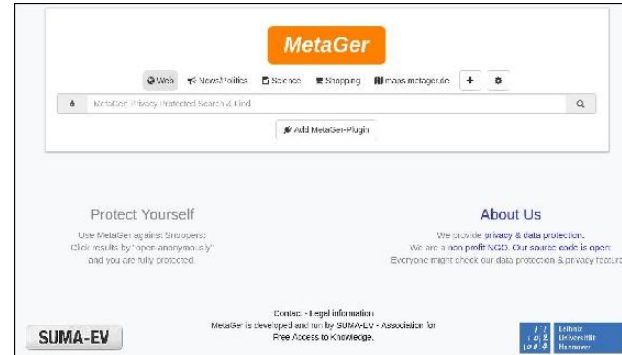 MetaGer
Web News/Politics Science Shopping maps.metager.de
MetaGer: Privacy Protected Search & Find
Add MetaGer-Plugin
Protect Yourself
Use MetaGer against Snoopers:
Click results by "open anonymously"
and you are fully protected.
About Us
We provide privacy & data protection.
We are a non profit NGO. Our source code is open:
Everyone might check our data protection & privacy feature
Contact - Legal information
MetaGer is developed and run by SUMA-EV - Association for
Free Access to Knowledge.
SUMA-EV
Leibniz
Universität
Hannover